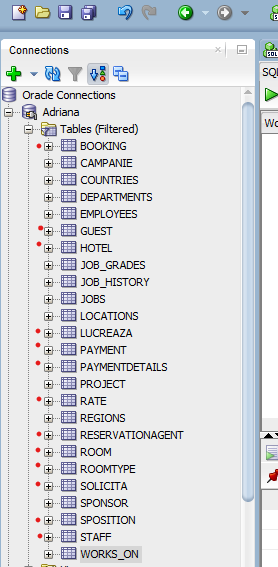 SQL
Connections
SQ
Oracle Connections
Adriana
Wo
Tables (Filtered)
BOOKING
CAMPANIE
COUNTRIES
DEPARTMENTS
EMPLOYEES
GUEST
HOTEL
JOB_GRADES
JOB_HISTORY
JOBS
LOCATIONS
LUCREAZA
PAYMENT
PAYMENTDETAILS
PROJECT
RATE
REGIONS
RESERVATIONAGENT
ROOM
ROOMTYPE
SOLICITA
SPONSOR
SPOSITION
STAFF
WORKS_ON